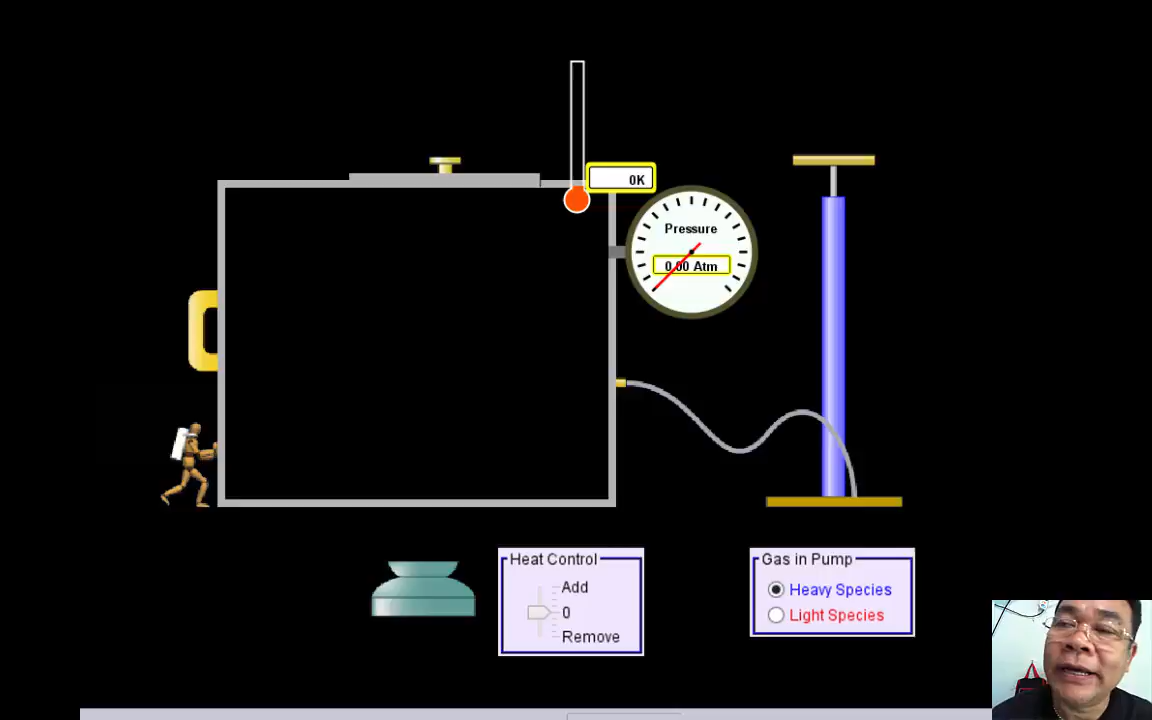 0K
Pressure
0.00 Atm
Heat Control
Add
0
Remove
Gas in Pump
Heavy Species
Light Species